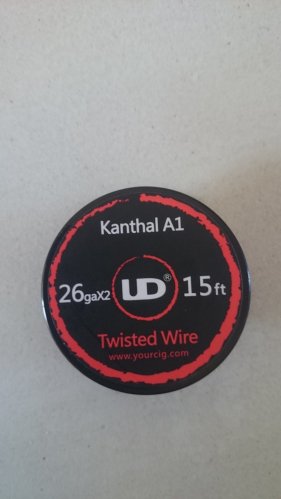 Kanthal A1
26gaX2 UD® 15ft
Twisted Wire
www.yourcig.com